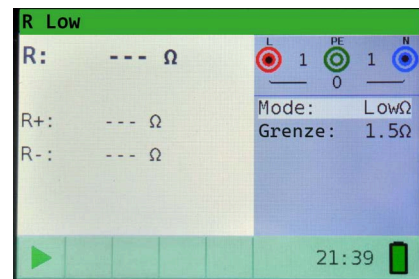 R Low
R: --- Ω
R+: --- Ω
R-: --- Ω
L PE N
1 1
0
Mode: LowΩ
Grenze: 1.5Ω
21:39